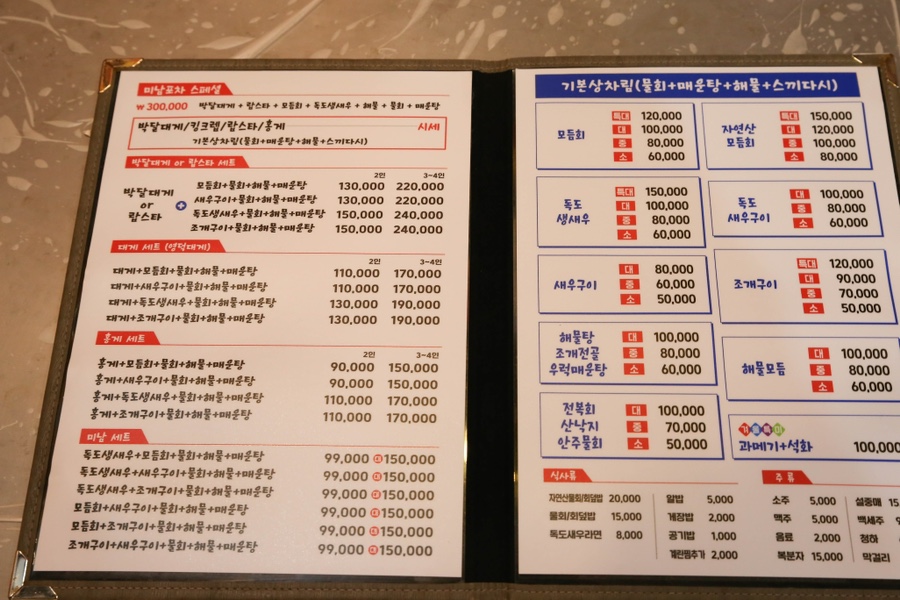 미남포차 스페셜
₩300,000 박달대게 + 랍스타 + 모듬회 + 독도생새우 + 해물 + 물회 + 매운탕
박달대게/킹크랩/랍스타/홍게 시세
기본상차림(물회+매운탕+해물+스끼다시)
박달대게 or 랍스타 세트
2인 3~4인
박달대게 or 랍스타
모듬회+물회+해물+매운탕 130,000 220,000
새우구이+물회+해물+매운탕 130,000 220,000
독도생새우+물회+해물+매운탕 150,000 240,000
조개구이+물회+해물+매운탕 150,000 240,000
대게 세트 (영덕대게)
2인 3~4인
대게+모듬회+물회+해물+매운탕 110,000 170,000
대게+새우구이+물회+해물+매운탕 110,000 170,000
대게+독도생새우+물회+해물+매운탕 130,000 190,000
대게+조개구이+물회+해물+매운탕 130,000 190,000
홍게 세트
2인 3~4인
홍게+모듬회+물회+해물+매운탕 90,000 150,000
홍게+새우구이+물회+해물+매운탕 90,000 150,000
홍게+독도생새우+물회+해물+매운탕 110,000 170,000
홍게+조개구이+물회+해물+매운탕 110,000 170,000
미남 세트
독도생새우+모듬회+물회+해물+매운탕 99,000 대 150,000
독도생새우+새우구이+물회+해물+매운탕 99,000 대 150,000
독도생새우+조개구이+물회+해물+매운탕 99,000 대 150,000
모듬회+새우구이+물회+해물+매운탕 99,000 대 150,000
모듬회+조개구이+물회+해물+매운탕 99,000 대 150,000
조개구이+새우구이+물회+해물+매운탕 99,000 대 150,000
기본상차림(물회+매운탕+해물+스끼다시)
모듬회
특대 120,000
대 100,000
중 80,000
소 60,000
자연산
모듬회
특대 150,000
대 120,000
중 100,000
소 80,000
독도
생새우
특대 150,000
대 100,000
중 80,000
소 60,000
독도
새우구이
대 100,000
중 80,000
소 60,000
새우구이
대 80,000
중 60,000
소 50,000
조개구이
특대 120,000
대 90,000
중 70,000
소 50,000
해물탕
조개전골
우럭매운탕
대 100,000
중 80,000
소 60,000
해물모듬
대 100,000
중 80,000
소 60,000
전복회
산낙지
안주물회
대 100,000
중 70,000
소 50,000
겨울특미
과메기+석화 100,000
식사류
자연산물회/회덮밥 20,000
물회/회덮밥 15,000
독도새우라면 8,000
알밥 5,000
게장밥 2,000
공기밥 1,000
계란찜추가 2,000
주류
소주 5,000
맥주 5,000
음료 2,000
복분자 15,000
설중매 15
백세주
청하
막걸리